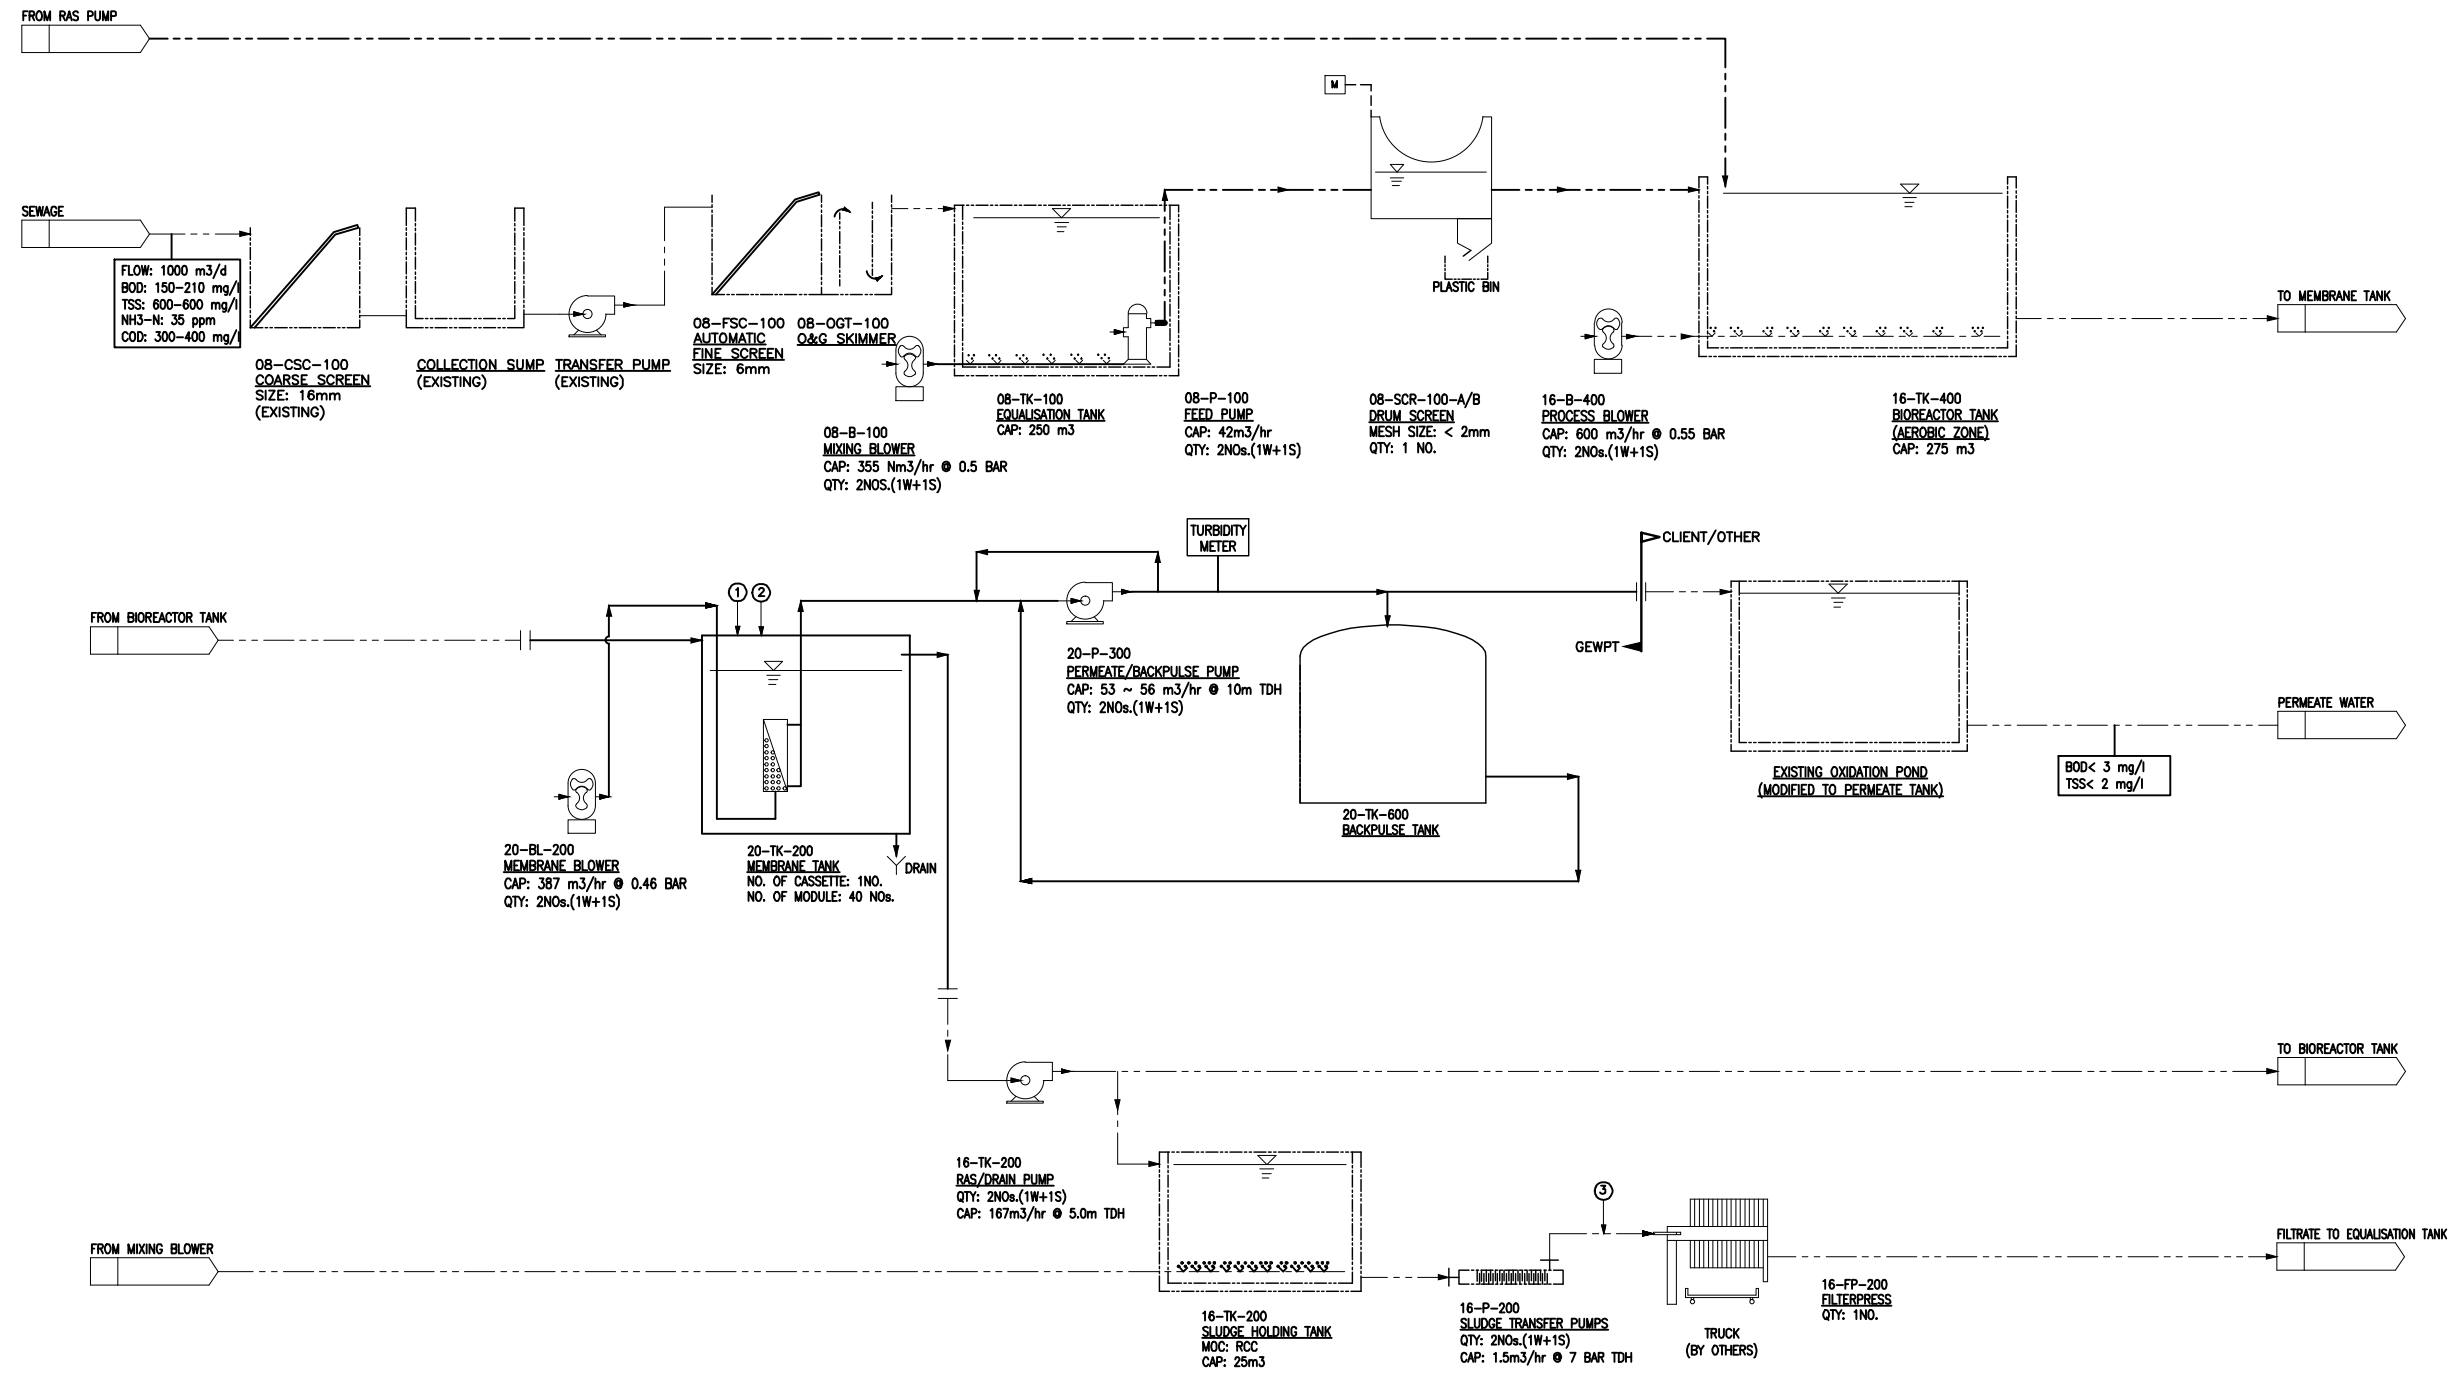 FROM RAS PUMP
M
SEWAGE
FLOW: 1000 m3/d
BOD: 150-210 mg/l
TSS: 600-600 mg/l
NH3-N: 35 ppm
COD: 300-400 mg/l
08-CSC-100
COARSE SCREEN
SIZE: 16mm
(EXISTING)
COLLECTION SUMP
(EXISTING)
TRANSFER PUMP
(EXISTING)
08-FSC-100
AUTOMATIC
FINE SCREEN
SIZE: 6mm
08-OGT-100
O&G SKIMMER
08-B-100
MIXING BLOWER
CAP: 355 Nm3/hr @ 0.5 BAR
QTY: 2NOS.(1W+1S)
08-TK-100
EQUALISATION TANK
CAP: 250 m3
08-P-100
FEED PUMP
CAP: 42m3/hr
QTY: 2NOs.(1W+1S)
PLASTIC BIN
08-SCR-100-A/B
DRUM SCREEN
MESH SIZE: < 2mm
QTY: 1 NO.
16-B-400
PROCESS BLOWER
CAP: 600 m3/hr @ 0.55 BAR
QTY: 2NOs.(1W+1S)
16-TK-400
BIOREACTOR TANK
(AEROBIC ZONE)
CAP: 275 m3
TO MEMBRANE TANK
FROM BIOREACTOR TANK
1
2
20-BL-200
MEMBRANE BLOWER
CAP: 387 m3/hr @ 0.46 BAR
QTY: 2NOs.(1W+1S)
20-TK-200
MEMBRANE TANK
NO. OF CASSETTE: 1NO.
NO. OF MODULE: 40 NOs.
DRAIN
20-P-300
PERMEATE/BACKPULSE PUMP
CAP: 53 ~ 56 m3/hr @ 10m TDH
QTY: 2NOs.(1W+1S)
TURBIDITY
METER
20-TK-600
BACKPULSE TANK
CLIENT/OTHER
GEWPT
EXISTING OXIDATION POND
(MODIFIED TO PERMEATE TANK)
PERMEATE WATER
BOD< 3 mg/l
TSS< 2 mg/l
TO BIOREACTOR TANK
16-TK-200
RAS/DRAIN PUMP
QTY: 2NOs.(1W+1S)
CAP: 167m3/hr @ 5.0m TDH
FROM MIXING BLOWER
16-TK-200
SLUDGE HOLDING TANK
MOC: RCC
CAP: 25m3
16-P-200
SLUDGE TRANSFER PUMPS
QTY: 2NOs.(1W+1S)
CAP: 1.5m3/hr @ 7 BAR TDH
3
TRUCK
(BY OTHERS)
16-FP-200
FILTERPRESS
QTY: 1NO.
FILTRATE TO EQUALISATION TANK